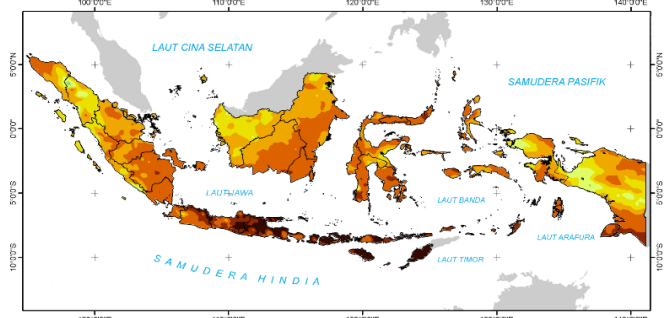 100°0'0"E 110°0'0"E 120°0'0"E 130°0'0"E 140°0'0"E
LAUT CINA SELATAN
5°0'0"N 5°0'0"N
SAMUDERA PASIFIK
0°0'0" 0°0'0"
LAUT JAWA
LAUT BANDA
5°0'0"S 5°0'0"S
LAUT ARAFURA
SAMUDERA HINDIA
LAUT TIMOR
10°0'0"S 10°0'0"S